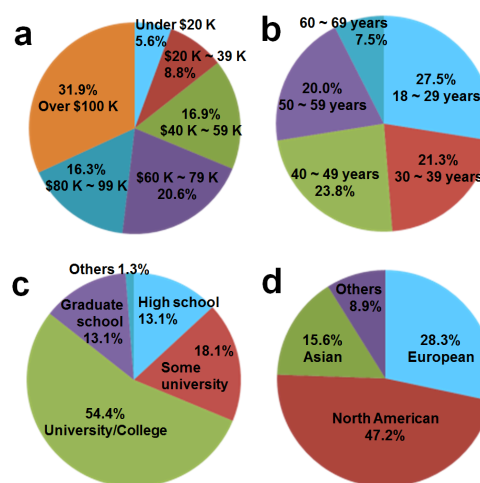 a
Under $20 K
5.6%
$20 K ~ 39 K
8.8%
16.9%
$40 K ~ 59 K
$60 K ~ 79 K
20.6%
16.3%
$80 K ~ 99 K
31.9%
Over $100 K
b
60 ~ 69 years
7.5%
27.5%
18 ~ 29 years
21.3%
30 ~ 39 years
40 ~ 49 years
23.8%
20.0%
50 ~ 59 years
c
Others 1.3%
High school
13.1%
18.1%
Some
university
54.4%
University/College
Graduate
school
13.1%
d
Others
8.9%
28.3%
European
North American
47.2%
15.6%
Asian